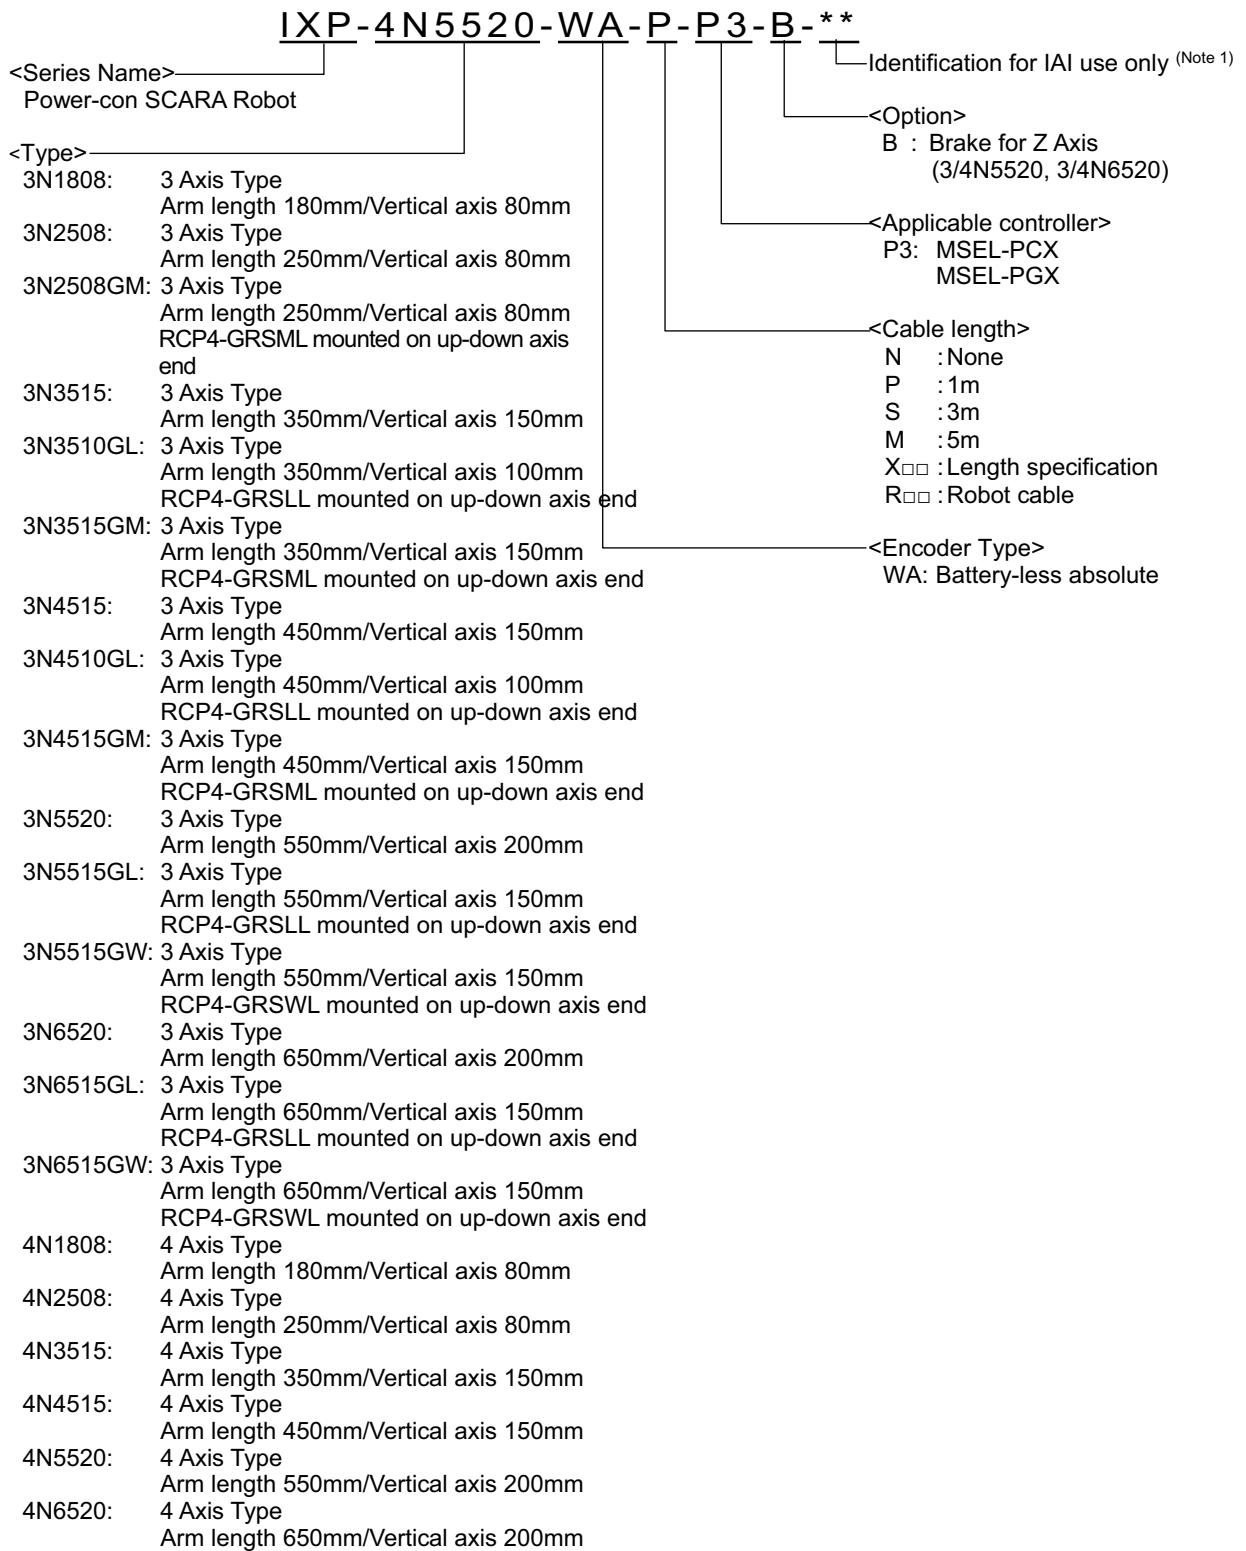 IXP-4N5520-WA-P-P3-B-**
<Series Name>
Power-con SCARA Robot
<Type>
3N1808: 3 Axis Type
Arm length 180mm/Vertical axis 80mm
3N2508: 3 Axis Type
Arm length 250mm/Vertical axis 80mm
3N2508GM: 3 Axis Type
Arm length 250mm/Vertical axis 80mm
RCP4-GRSML mounted on up-down axis
end
3N3515: 3 Axis Type
Arm length 350mm/Vertical axis 150mm
3N3510GL: 3 Axis Type
Arm length 350mm/Vertical axis 100mm
RCP4-GRSLL mounted on up-down axis end
3N3515GM: 3 Axis Type
Arm length 350mm/Vertical axis 150mm
RCP4-GRSML mounted on up-down axis end
3N4515: 3 Axis Type
Arm length 450mm/Vertical axis 150mm
3N4510GL: 3 Axis Type
Arm length 450mm/Vertical axis 100mm
RCP4-GRSLL mounted on up-down axis end
3N4515GM: 3 Axis Type
Arm length 450mm/Vertical axis 150mm
RCP4-GRSML mounted on up-down axis end
3N5520: 3 Axis Type
Arm length 550mm/Vertical axis 200mm
3N5515GL: 3 Axis Type
Arm length 550mm/Vertical axis 150mm
RCP4-GRSLL mounted on up-down axis end
3N5515GW: 3 Axis Type
Arm length 550mm/Vertical axis 150mm
RCP4-GRSWL mounted on up-down axis end
3N6520: 3 Axis Type
Arm length 650mm/Vertical axis 200mm
3N6515GL: 3 Axis Type
Arm length 650mm/Vertical axis 150mm
RCP4-GRSLL mounted on up-down axis end
3N6515GW: 3 Axis Type
Arm length 650mm/Vertical axis 150mm
RCP4-GRSWL mounted on up-down axis end
4N1808: 4 Axis Type
Arm length 180mm/Vertical axis 80mm
4N2508: 4 Axis Type
Arm length 250mm/Vertical axis 80mm
4N3515: 4 Axis Type
Arm length 350mm/Vertical axis 150mm
4N4515: 4 Axis Type
Arm length 450mm/Vertical axis 150mm
4N5520: 4 Axis Type
Arm length 550mm/Vertical axis 200mm
4N6520: 4 Axis Type
Arm length 650mm/Vertical axis 200mm
Identification for IAI use only (Note 1)
<Option>
B : Brake for Z Axis
(3/4N5520, 3/4N6520)
<Applicable controller>
P3: MSEL-PCX
MSEL-PGX
<Cable length>
N : None
P : 1m
S : 3m
M : 5m
X□□ : Length specification
R□□ : Robot cable
<Encoder Type>
WA: Battery-less absolute